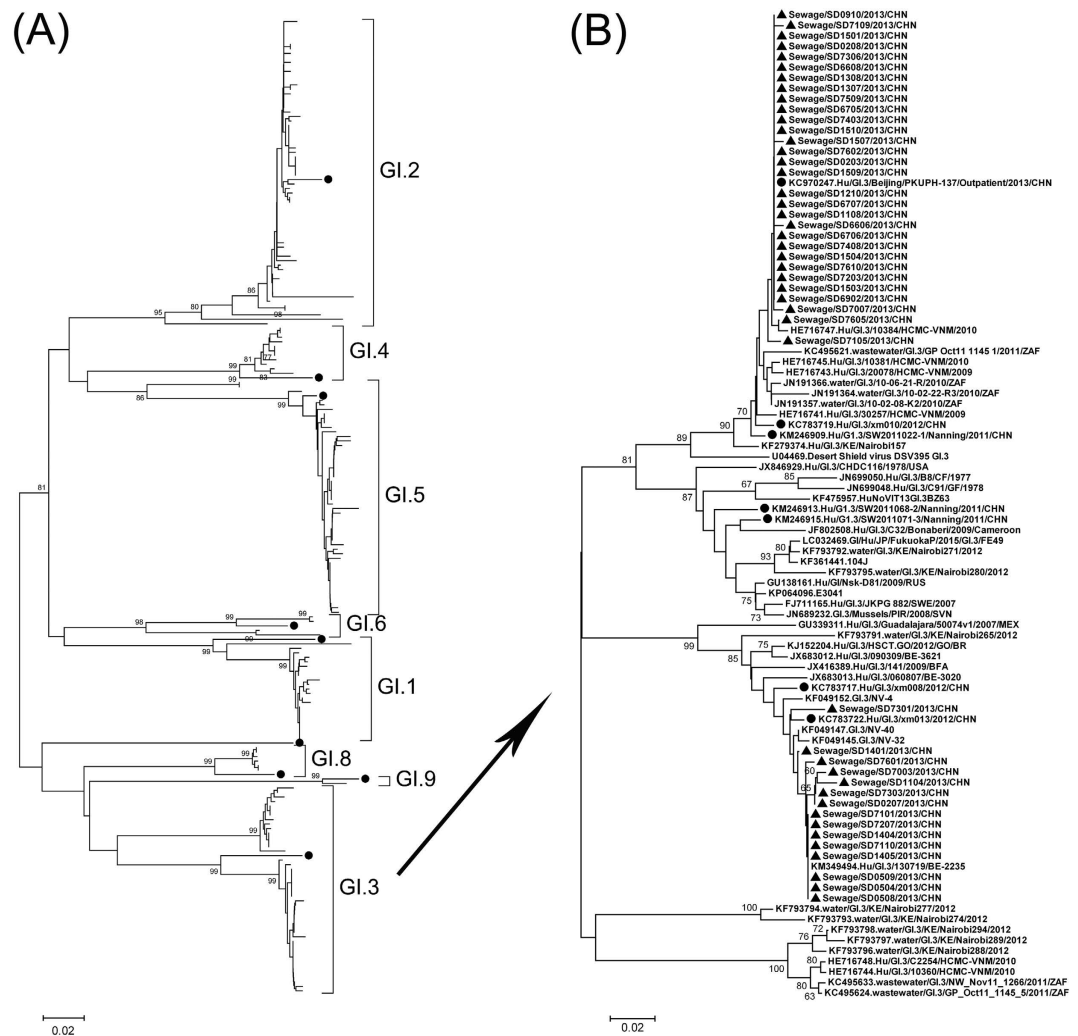 (A)
GI.2
86
80
95
98
GI.4
81
77
83
99
86
99
GI.5
81
GI.6
99
98
99
99
99
GI.1
GI.8
99
GI.9
99
99
99
99
GI.3
0.02
(B)
Sewage/SD0910/2013/CHN
Sewage/SD7109/2013/CHN
Sewage/SD1501/2013/CHN
Sewage/SD0208/2013/CHN
Sewage/SD7306/2013/CHN
Sewage/SD6608/2013/CHN
Sewage/SD1308/2013/CHN
Sewage/SD1307/2013/CHN
Sewage/SD7509/2013/CHN
Sewage/SD6705/2013/CHN
Sewage/SD7403/2013/CHN
Sewage/SD1510/2013/CHN
Sewage/SD1507/2013/CHN
Sewage/SD7602/2013/CHN
Sewage/SD0203/2013/CHN
Sewage/SD1509/2013/CHN
KC970247.Hu/GI.3/Beijing/PKUPH-137/Outpatient/2013/CHN
Sewage/SD1210/2013/CHN
Sewage/SD6707/2013/CHN
Sewage/SD1108/2013/CHN
Sewage/SD6606/2013/CHN
Sewage/SD6706/2013/CHN
Sewage/SD7408/2013/CHN
Sewage/SD1504/2013/CHN
Sewage/SD7610/2013/CHN
Sewage/SD7203/2013/CHN
Sewage/SD1503/2013/CHN
Sewage/SD6902/2013/CHN
Sewage/SD7007/2013/CHN
Sewage/SD7605/2013/CHN
HE716747.Hu/GI.3/10384/HCMC-VNM/2010
Sewage/SD7105/2013/CHN
KC495621.wastewater/GI.3/GP Oct11 1145 1/2011/ZAF
HE716745.Hu/GI.3/10381/HCMC-VNM/2010
HE716743.Hu/GI.3/20078/HCMC-VNM/2009
JN191366.water/GI.3/10-06-21-R/2010/ZAF
JN191364.water/GI.3/10-02-22-R3/2010/ZAF
JN191357.water/GI.3/10-02-08-K2/2010/ZAF
HE716741.Hu/GI.3/30257/HCMC-VNM/2009
70
KC783719.Hu/GI.3/xm010/2012/CHN
90
KM246909.Hu/G1.3/SW2011022-1/Nanning/2011/CHN
89
KF279374.Hu/GI.3/KE/Nairobi157
81
U04469.Desert Shield virus DSV395 GI.3
JX846929.Hu/GI.3/CHDC116/1978/USA
85
JN699050.Hu/GI.3/B8/CF/1977
67
JN699048.Hu/GI.3/C91/GF/1978
87
KF475957.HuNoVIT13GI.3BZ63
KM246913.Hu/G1.3/SW2011068-2/Nanning/2011/CHN
KM246915.Hu/G1.3/SW2011071-3/Nanning/2011/CHN
JF802508.Hu/GI.3/C32/Bonaberi/2009/Cameroon
LC032469.GI/Hu/JP/FukuokaP/2015/GI.3/FE49
80
KF793792.water/GI.3/KE/Nairobi271/2012
93
KF361441.104J
KF793795.water/GI.3/KE/Nairobi280/2012
GU138161.Hu/GI/Nsk-D81/2009/RUS
KP064096.E3041
75
FJ711165.Hu/GI.3/JKPG 882/SWE/2007
73
JN689232.GI.3/Mussels/PIR/2008/SVN
GU339311.Hu/GI.3/Guadalajara/50074v1/2007/MEX
99
KF793791.water/GI.3/KE/Nairobi265/2012
75
KJ152204.Hu/GI.3/HSCT.GO/2012/GO/BR
85
JX683012.Hu/GI.3/090309/BE-3621
JX416389.Hu/GI.3/141/2009/BFA
JX683013.Hu/GI.3/060807/BE-3020
KC783717.Hu/GI.3/xm008/2012/CHN
KF049152.GI.3/NV-4
Sewage/SD7301/2013/CHN
KC783722.Hu/GI.3/xm013/2012/CHN
KF049147.GI.3/NV-40
KF049145.GI.3/NV-32
Sewage/SD1401/2013/CHN
Sewage/SD7601/2013/CHN
60
Sewage/SD7003/2013/CHN
65
Sewage/SD1104/2013/CHN
Sewage/SD7303/2013/CHN
Sewage/SD0207/2013/CHN
Sewage/SD7101/2013/CHN
Sewage/SD7207/2013/CHN
Sewage/SD1404/2013/CHN
Sewage/SD7110/2013/CHN
Sewage/SD1405/2013/CHN
KM349494.Hu/GI.3/130719/BE-2235
Sewage/SD0509/2013/CHN
Sewage/SD0504/2013/CHN
Sewage/SD0508/2013/CHN
100
KF793794.water/GI.3/KE/Nairobi277/2012
KF793793.water/GI.3/KE/Nairobi274/2012
72
KF793798.water/GI.3/KE/Nairobi294/2012
76
KF793797.water/GI.3/KE/Nairobi289/2012
KF793796.water/GI.3/KE/Nairobi288/2012
100
80
HE716748.Hu/GI.3/C2254/HCMC-VNM/2010
HE716744.Hu/GI.3/10360/HCMC-VNM/2010
80
KC495633.wastewater/GI.3/NW_Nov11_1266/2011/ZAF
63
KC495624.wastewater/GI.3/GP_Oct11_1145_5/2011/ZAF
0.02